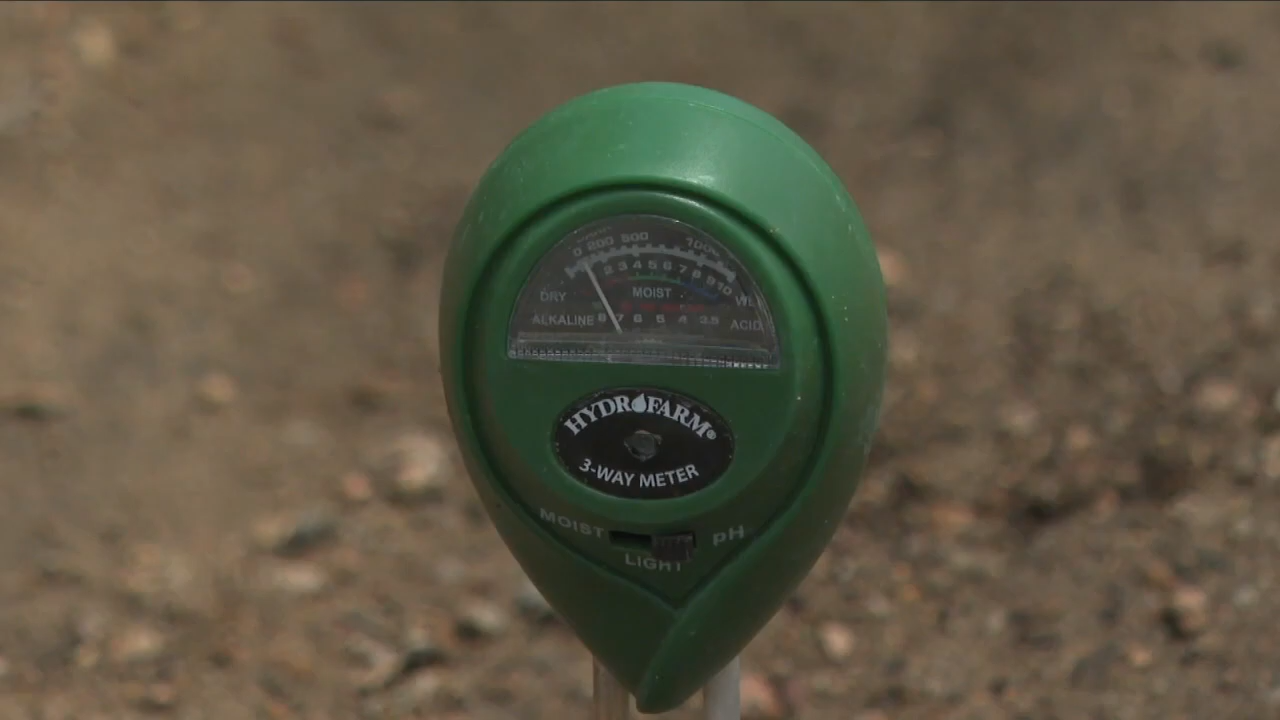 0 200 500 1000
2 3 4 5 6 7 8 9 10
DRY MOIST
ALKALINE 8 7 6 5 4 3.5 ACID
HYDROFARM®
3-WAY METER
MOIST pH
LIGHT